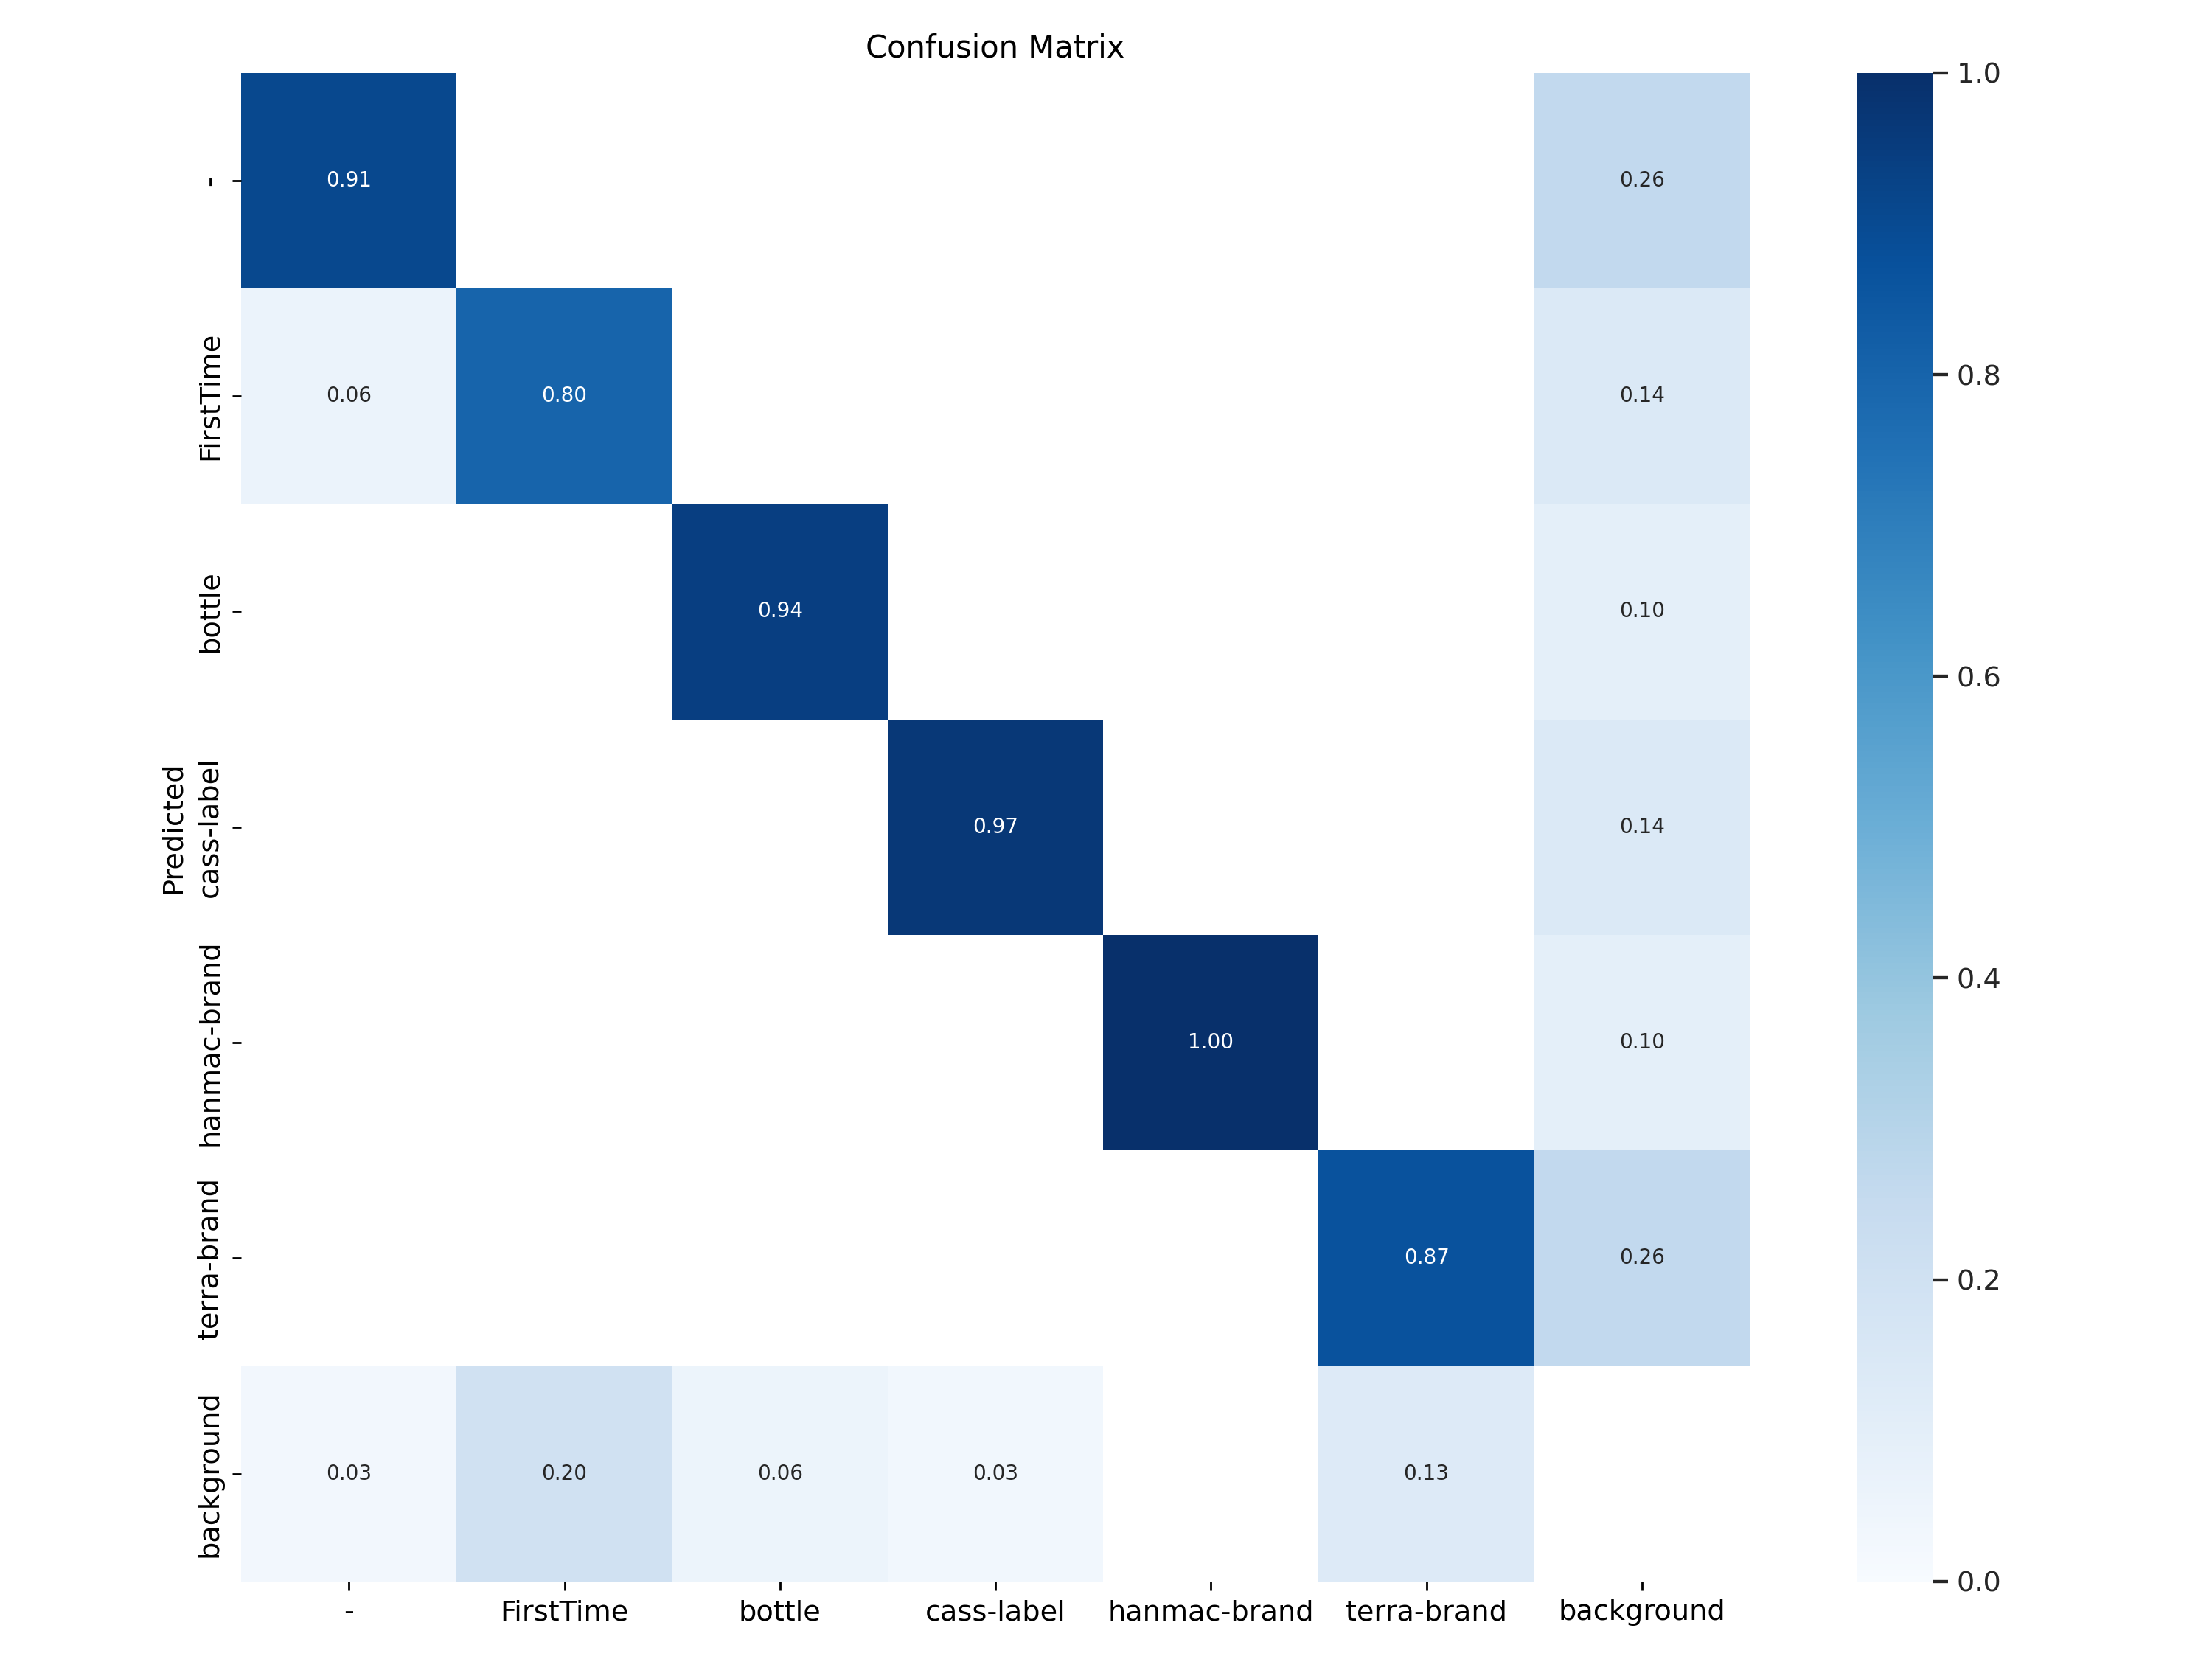 Confusion Matrix
- 0.91 0.26 1.0
FirstTime 0.06 0.80 0.14 0.8
bottle 0.94 0.10 0.6
Predicted
cass-label 0.97 0.14
hanmac-brand 1.00 0.10 0.4
terra-brand 0.87 0.26 0.2
background 0.03 0.20 0.06 0.03 0.13 0.0
- FirstTime bottle cass-label hanmac-brand terra-brand background